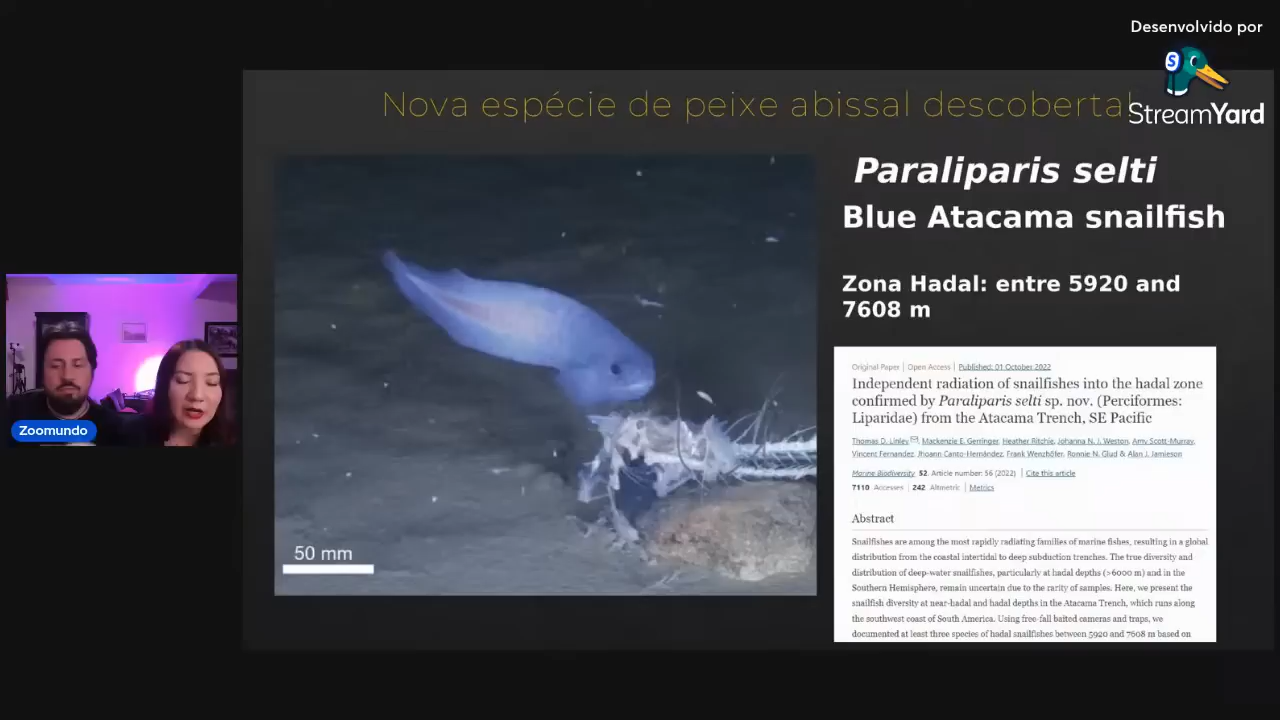 Desenvolvido por
StreamYard
Nova espécie de peixe abissal descoberta!
Paraliparis selti
Blue Atacama snailfish
Zona Hadal: entre 5920 and
7608 m
50 mm
Zoomundo
Original Paper | Open Access | Published: 01 October 2022
Independent radiation of snailfishes into the hadal zone
confirmed by Paraliparis selti sp. nov. (Perciformes:
Liparidae) from the Atacama Trench, SE Pacific
Thomas D. Linley, Mackenzie E. Gerringer, Heather Ritchie, Johanna N. J. Weston, Amy Scott-Murray,
Vincent Fernandez, Jhoann Canto-Hernández, Frank Wenzhöfer, Ronnie N. Glud & Alan J. Jamieson
Marine Biodiversity 52, Article number: 56 (2022) | Cite this article
7110 Accesses | 242 Altmetric | Metrics
Abstract
Snailfishes are among the most rapidly radiating families of marine fishes, resulting in a global
distribution from the coastal intertidal to deep subduction trenches. The true diversity and
distribution of deep-water snailfishes, particularly at hadal depths (>6000 m) and in the
Southern Hemisphere, remain uncertain due to the rarity of samples. Here, we present the
snailfish diversity at near-hadal and hadal depths in the Atacama Trench, which runs along
the southwest coast of South America. Using free-fall baited cameras and traps, we
documented at least three species of hadal snailfishes between 5920 and 7608 m based on